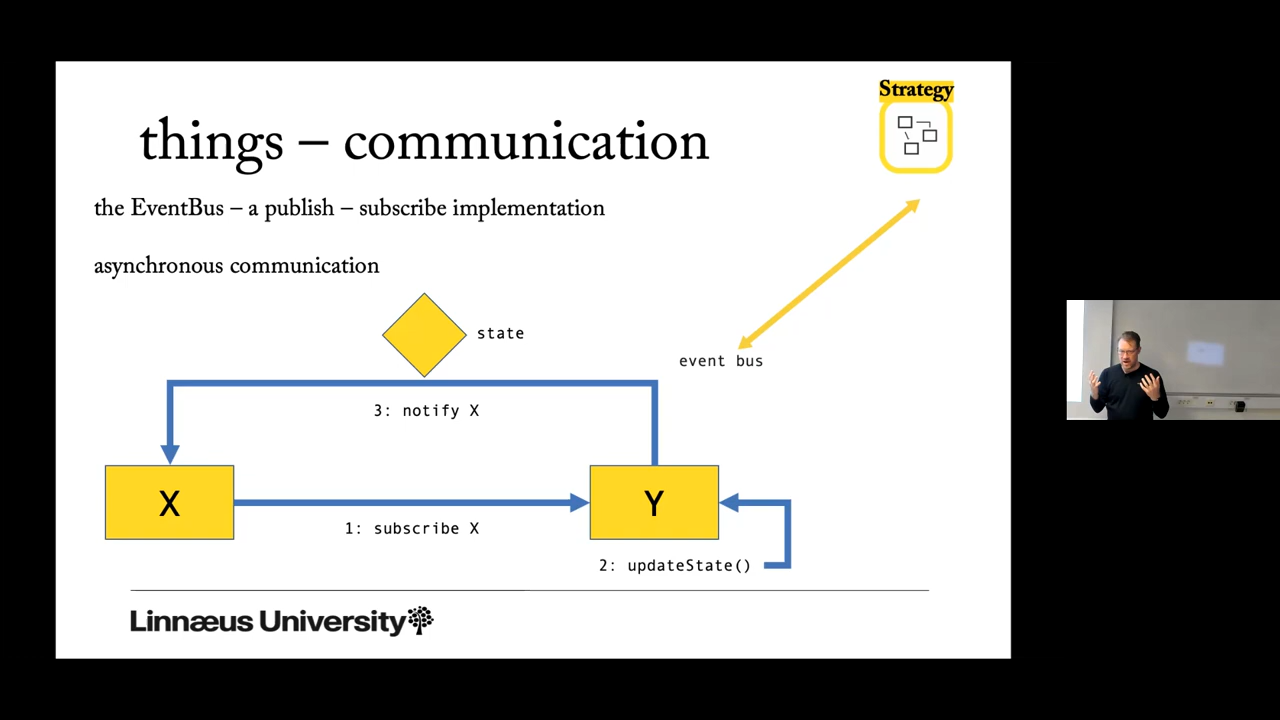 Strategy
things – communication
the EventBus – a publish – subscribe implementation
asynchronous communication
state
event bus
3: notify X
X
Y
1: subscribe X
2: updateState()
Linnæus University